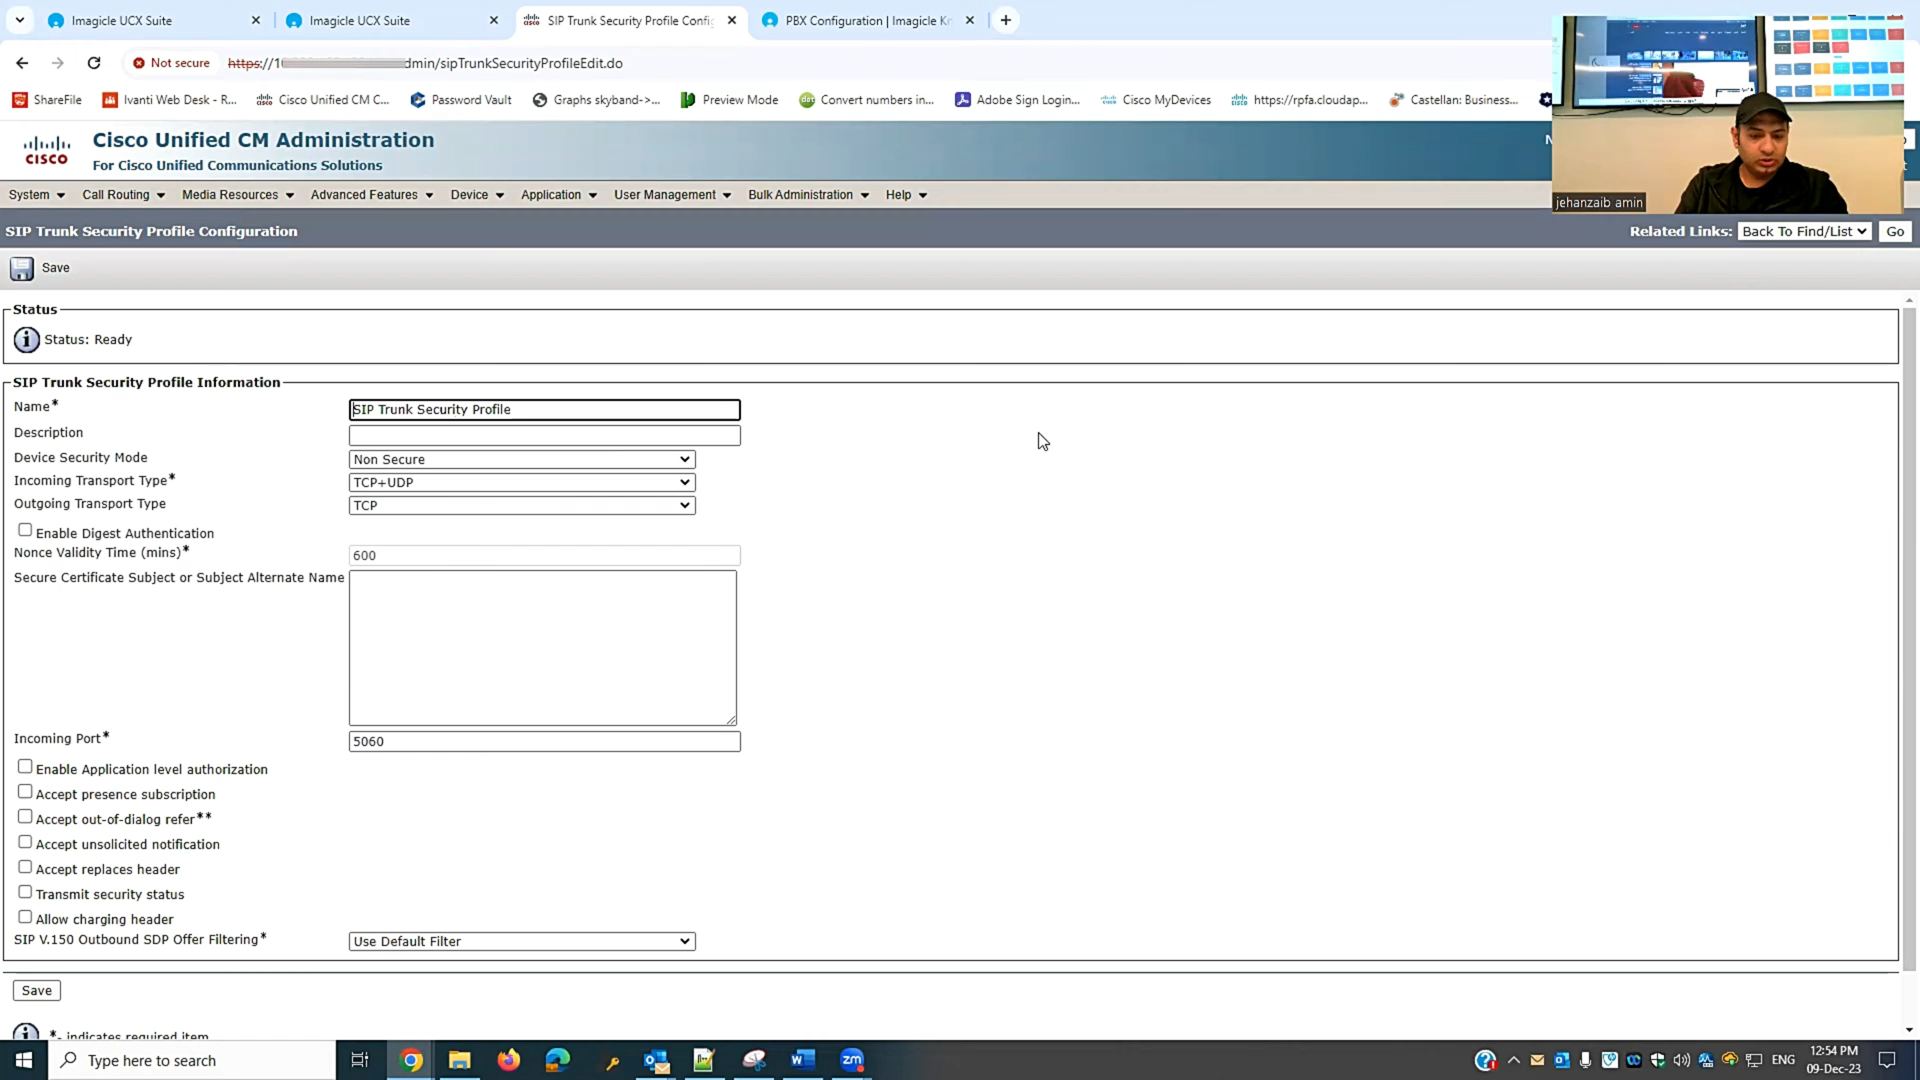 Imagicle UCX Suite
Imagicle UCX Suite
SIP Trunk Security Profile Config
PBX Configuration | Imagicle Kn
Not secure
https://1
dmin/sipTrunkSecurityProfileEdit.do
ShareFile
Ivanti Web Desk - R...
Cisco Unified CM C...
Password Vault
Graphs skyband->...
Preview Mode
Convert numbers in...
Adobe Sign Login...
Cisco MyDevices
https://rpfa.cloudap...
Castellan: Business...
CISCO
Cisco Unified CM Administration
For Cisco Unified Communications Solutions
System
Call Routing
Media Resources
Advanced Features
Device
Application
User Management
Bulk Administration
Help
jehanzaib amin
SIP Trunk Security Profile Configuration
Related Links:
Back To Find/List
Go
Save
Status
Status: Ready
SIP Trunk Security Profile Information
Name*
SIP Trunk Security Profile
Description
Device Security Mode
Non Secure
Incoming Transport Type*
TCP+UDP
Outgoing Transport Type
TCP
Enable Digest Authentication
Nonce Validity Time (mins)*
600
Secure Certificate Subject or Subject Alternate Name
Incoming Port*
5060
Enable Application level authorization
Accept presence subscription
Accept out-of-dialog refer**
Accept unsolicited notification
Accept replaces header
Transmit security status
Allow charging header
SIP V.150 Outbound SDP Offer Filtering*
Use Default Filter
Save
*- indicates required item
Type here to search
zm
ENG
12:54 PM
09-Dec-23